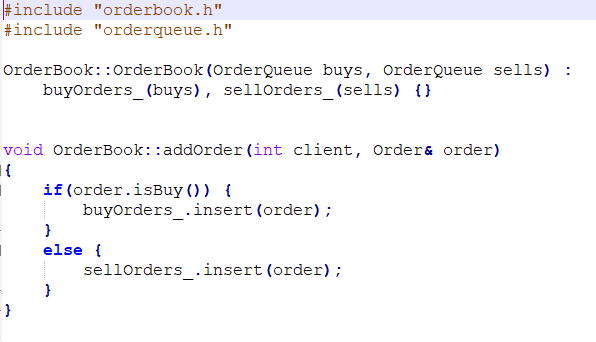 #include "orderbook.h"
#include "orderqueue.h"

OrderBook::OrderBook(OrderQueue buys, OrderQueue sells) :
    buyOrders_(buys), sellOrders_(sells) {}


void OrderBook::addOrder(int client, Order& order)
{
    if(order.isBuy()) {
        buyOrders_.insert(order);
    }
    else {
        sellOrders_.insert(order);
    }
}